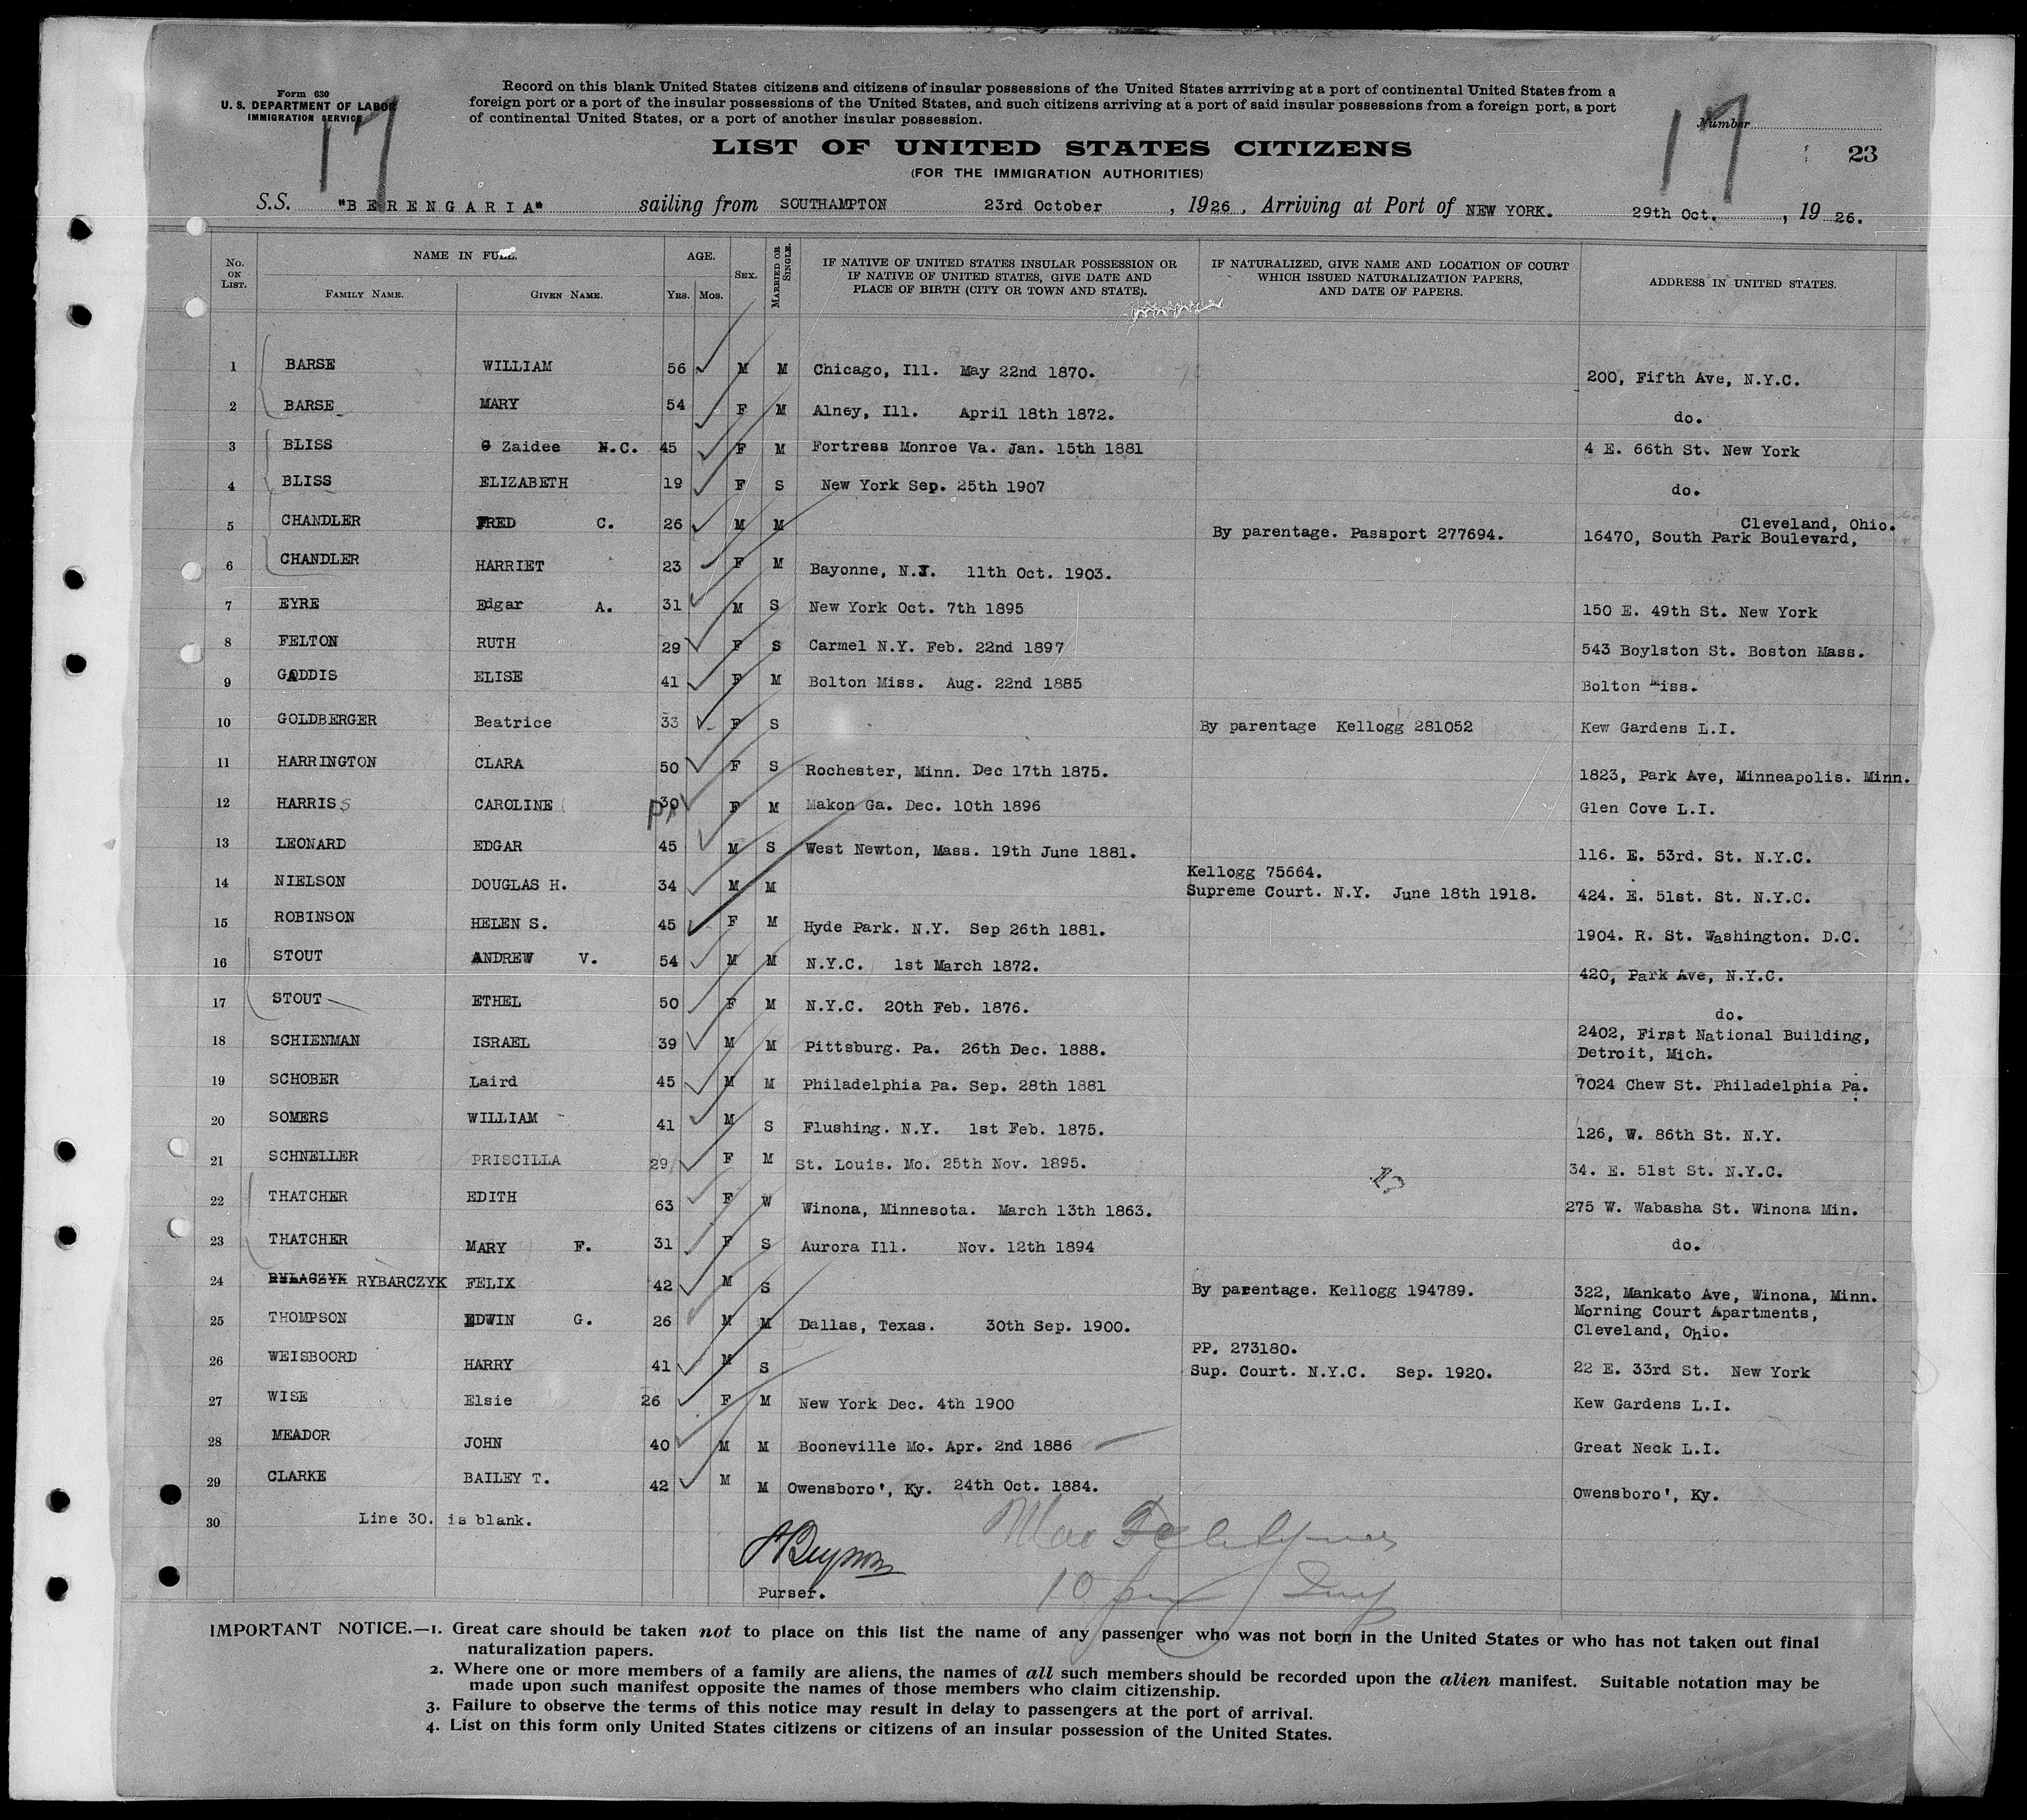 Form 630
U. S. DEPARTMENT OF LABOR
IMMIGRATION SERVICE
17
Record on this blank United States citizens and citizens of insular possessions of the United States arrriving at a port of continental United States from a
foreign port or a port of the insular possessions of the United States, and such citizens arriving at a port of said insular possessions from a foreign port, a port
of continental United States, or a port of another insular possession.
17
Number
23
LIST OF UNITED STATES CITIZENS
(FOR THE IMMIGRATION AUTHORITIES)
S.S. "BERENGARIA" sailing from SOUTHAMPTON 23rd October, 1926, Arriving at Port of NEW YORK. 29th Oct., 1926.
No. ON LIST. NAME IN FULL. FAMILY NAME. GIVEN NAME. AGE. Yrs. Mos. SEX. MARRIED OR SINGLE. IF NATIVE OF UNITED STATES INSULAR POSSESSION OR IF NATIVE OF UNITED STATES, GIVE DATE AND PLACE OF BIRTH (CITY OR TOWN AND STATE). IF NATURALIZED, GIVE NAME AND LOCATION OF COURT WHICH ISSUED NATURALIZATION PAPERS, AND DATE OF PAPERS. ADDRESS IN UNITED STATES.
1 BARSE WILLIAM 56 M M Chicago, Ill. May 22nd 1870. 200, Fifth Ave, N.Y.C.
2 BARSE MARY 54 F M Alney, Ill. April 18th 1872. do.
3 BLISS Zaidee N.C. 45 F M Fortress Monroe Va. Jan. 15th 1881 4 E. 66th St. New York
4 BLISS ELIZABETH 19 F S New York Sep. 25th 1907 do.
5 CHANDLER FRED C. 26 M M By parentage. Passport 277694. Cleveland, Ohio.
16470, South Park Boulevard,
6 CHANDLER HARRIET 23 F M Bayonne, N.J. 11th Oct. 1903.
7 EYRE Edgar A. 31 M S New York Oct. 7th 1895 150 E. 49th St. New York
8 FELTON RUTH 29 F S Carmel N.Y. Feb. 22nd 1897 543 Boylston St. Boston Mass.
9 GADDIS ELISE 41 F M Bolton Miss. Aug. 22nd 1885 Bolton Miss.
10 GOLDBERGER Beatrice 33 F S By parentage Kellogg 281052 Kew Gardens L.I.
11 HARRINGTON CLARA 50 F S Rochester, Minn. Dec 17th 1875. 1823, Park Ave, Minneapolis. Minn.
12 HARRISS CAROLINE 30 F M Makon Ga. Dec. 10th 1896 Glen Cove L.I.
13 LEONARD EDGAR 45 M S West Newton, Mass. 19th June 1881. 116. E. 53rd. St. N.Y.C.
14 NIELSON DOUGLAS H. 34 M M Kellogg 75664.
Supreme Court. N.Y. June 18th 1918. 424. E. 51st. St. N.Y.C.
15 ROBINSON HELEN S. 45 F M Hyde Park. N.Y. Sep 26th 1881. 1904. R. St. Washington. D.C.
16 STOUT ANDREW V. 54 M M N.Y.C. 1st March 1872. 420, Park Ave, N.Y.C.
17 STOUT ETHEL 50 F M N.Y.C. 20th Feb. 1876. do.
18 SCHIENMAN ISRAEL 39 M M Pittsburg. Pa. 26th Dec. 1888. 2402, First National Building,
Detroit, Mich.
19 SCHOBER Laird 45 M M Philadelphia Pa. Sep. 28th 1881 7024 Chew St. Philadelphia Pa.
20 SOMERS WILLIAM 41 M S Flushing. N.Y. 1st Feb. 1875. 126, W. 86th St. N.Y.
21 SCHNELLER PRISCILLA 29 F M St. Louis. Mo. 25th Nov. 1895. 34. E. 51st St. N.Y.C.
22 THATCHER EDITH 63 F W Winona, Minnesota. March 13th 1863. 275 W. Wabasha St. Winona Min.
23 THATCHER MARY F. 31 F S Aurora Ill. Nov. 12th 1894 do.
24 RYLACZYK RYBARCZYK FELIX 42 M S By parentage. Kellogg 194789. 322, Mankato Ave, Winona, Minn.
25 THOMPSON EDWIN G. 26 M M Dallas, Texas. 30th Sep. 1900. Morning Court Apartments,
Cleveland, Ohio.
26 WEISBOORD HARRY 41 M S PP. 273180.
Sup. Court. N.Y.C. Sep. 1920. 22 E. 33rd St. New York
27 WISE Elsie 26 F M New York Dec. 4th 1900 Kew Gardens L.I.
28 MEADOR JOHN 40 M M Booneville Mo. Apr. 2nd 1886 Great Neck L.I.
29 CLARKE BAILEY T. 42 M M Owensboro', Ky. 24th Oct. 1884. Owensboro', Ky.
30 Line 30. is blank.
Purser.
IMPORTANT NOTICE.—1. Great care should be taken not to place on this list the name of any passenger who was not born in the United States or who has not taken out final
naturalization papers.
2. Where one or more members of a family are aliens, the names of all such members should be recorded upon the alien manifest. Suitable notation may be
made upon such manifest opposite the names of those members who claim citizenship.
3. Failure to observe the terms of this notice may result in delay to passengers at the port of arrival.
4. List on this form only United States citizens or citizens of an insular possession of the United States.